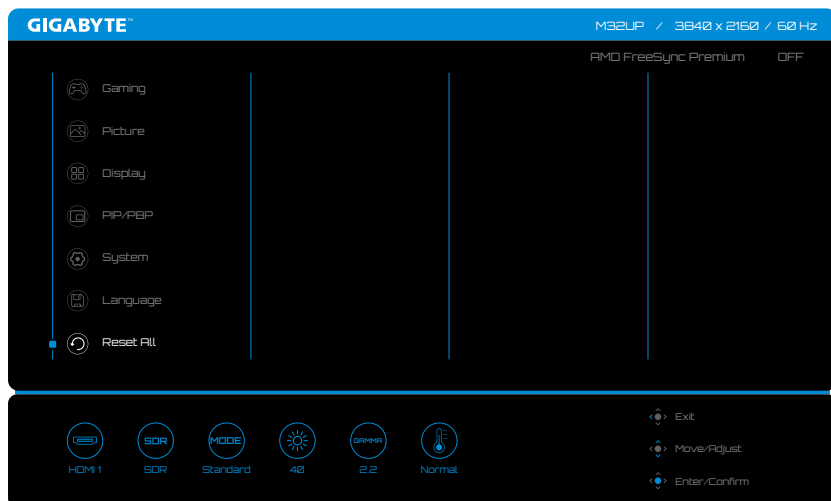 GIGABYTE™
M32UP / 3840 x 2160 / 60 Hz
AMD FreeSync Premium OFF
Gaming
Picture
Display
PIP/PBP
System
Language
Reset All
SDR MODE GAMMA
HDMI 1 SDR Standard 40 2.2 Normal
Exit
Move/Adjust
Enter/Confirm